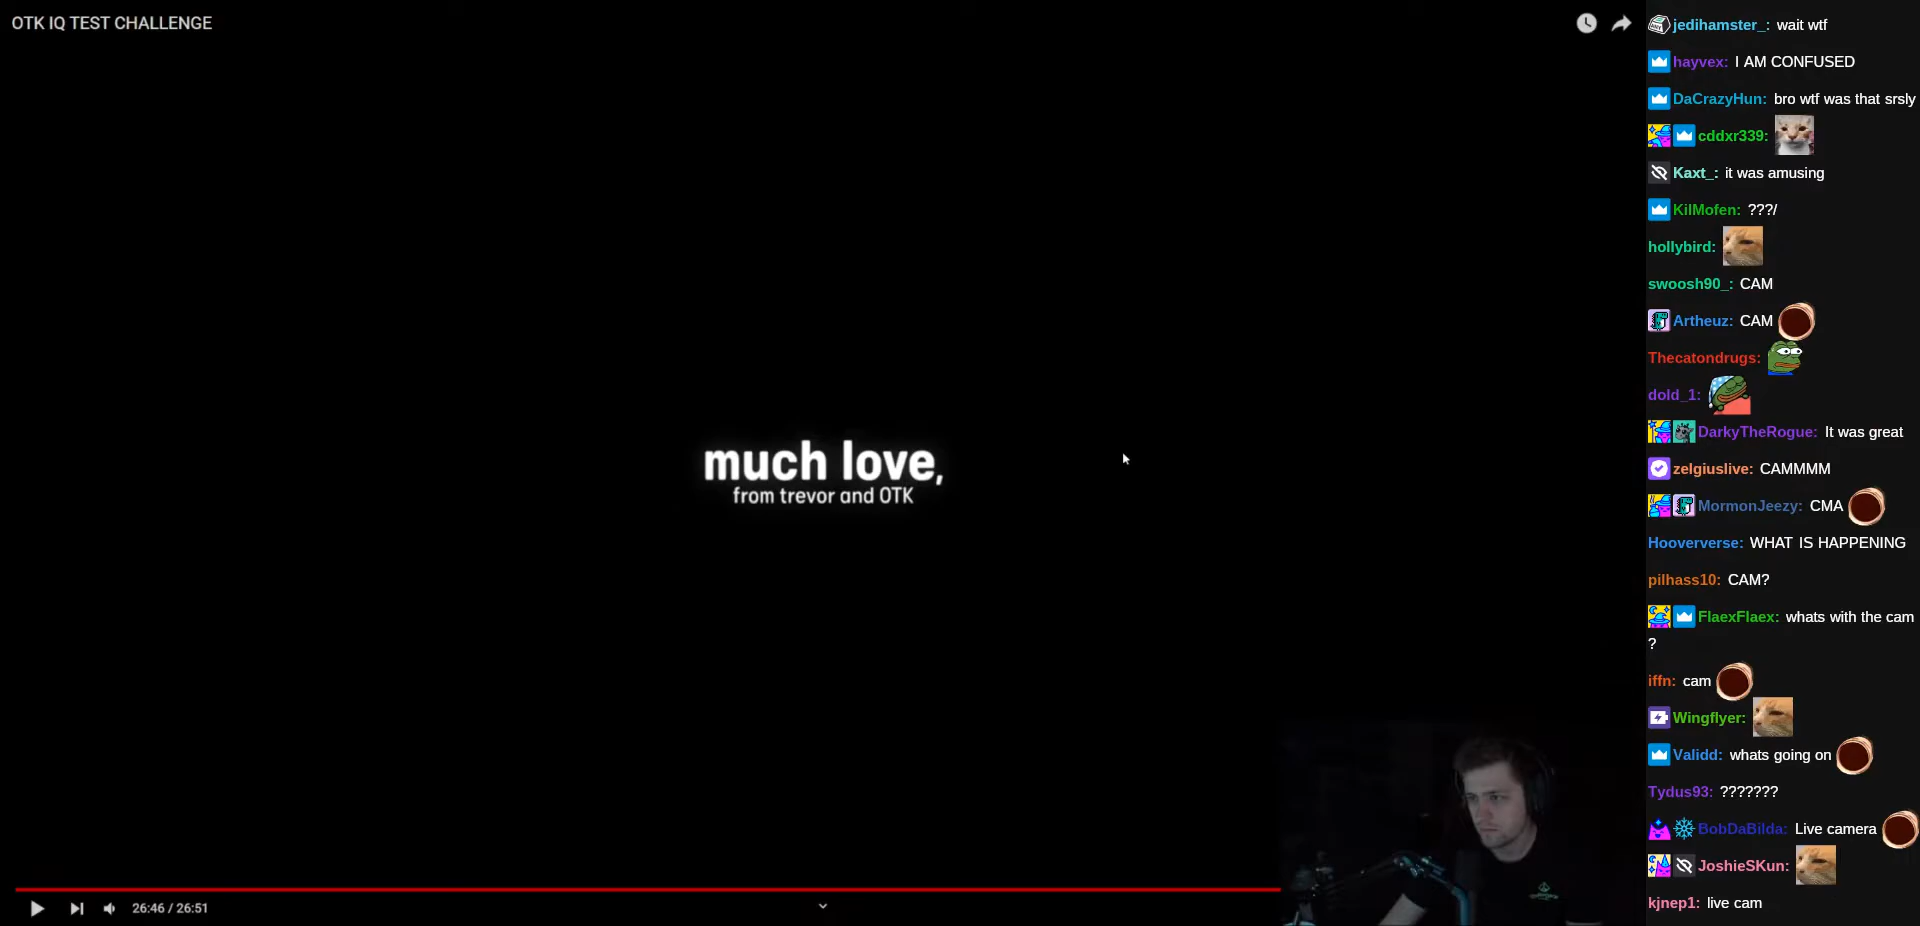 OTK IQ TEST CHALLENGE
much love,
from trevor and OTK
26:46 / 26:51
jedihamster_: wait wtf
hayvex: I AM CONFUSED
DaCrazyHun: bro wtf was that srsly
cddxr339:
Kaxt_: it was amusing
KilMofen: ???/
hollybird:
swoosh90_: CAM
Artheuz: CAM
Thecatondrugs:
dold_1:
DarkyTheRogue: It was great
zelgiuslive: CAMMMM
MormonJeezy: CMA
Hooververse: WHAT IS HAPPENING
pilhass10: CAM?
FlaexFlaex: whats with the cam
?
iffn: cam
Wingflyer:
Validd: whats going on
Tydus93: ???????
BobDaBilda: Live camera
JoshieSKun:
kjnep1: live cam